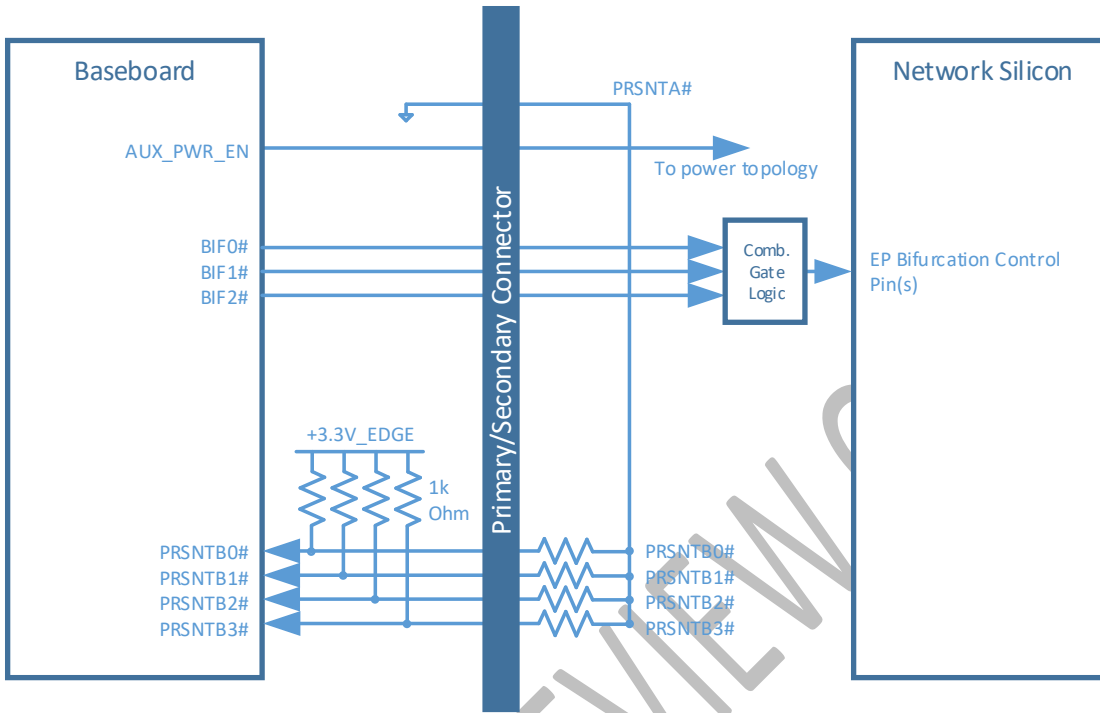 Baseboard
Network Silicon
PRSNTA#
AUX_PWR_EN
To power topology
Primary/Secondary Connector
BIF0#
BIF1#
BIF2#
Comb.
Gate
Logic
EP Bifurcation Control
Pin(s)
+3.3V_EDGE
1k
Ohm
PRSNTB0#
PRSNTB1#
PRSNTB2#
PRSNTB3#
PRSNTB0#
PRSNTB1#
PRSNTB2#
PRSNTB3#